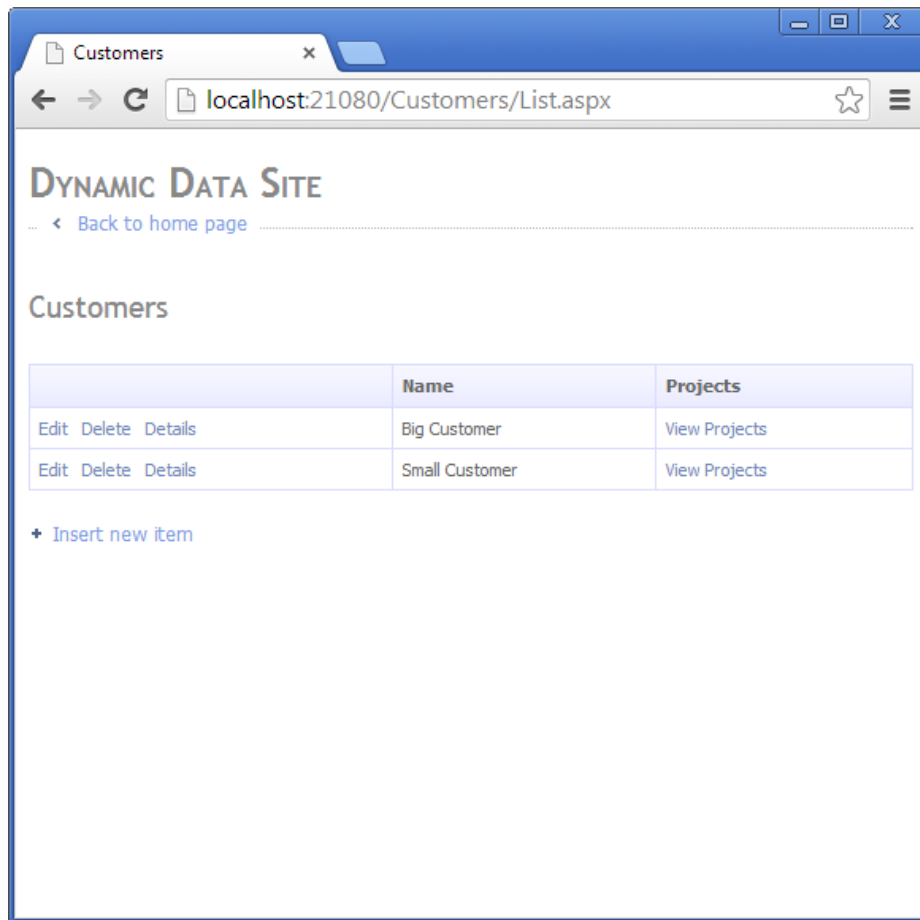 Customers
localhost:21080/Customers/List.aspx
Dynamic Data Site
Back to home page
Customers
Name Projects
Edit Delete Details Big Customer View Projects
Edit Delete Details Small Customer View Projects
Insert new item